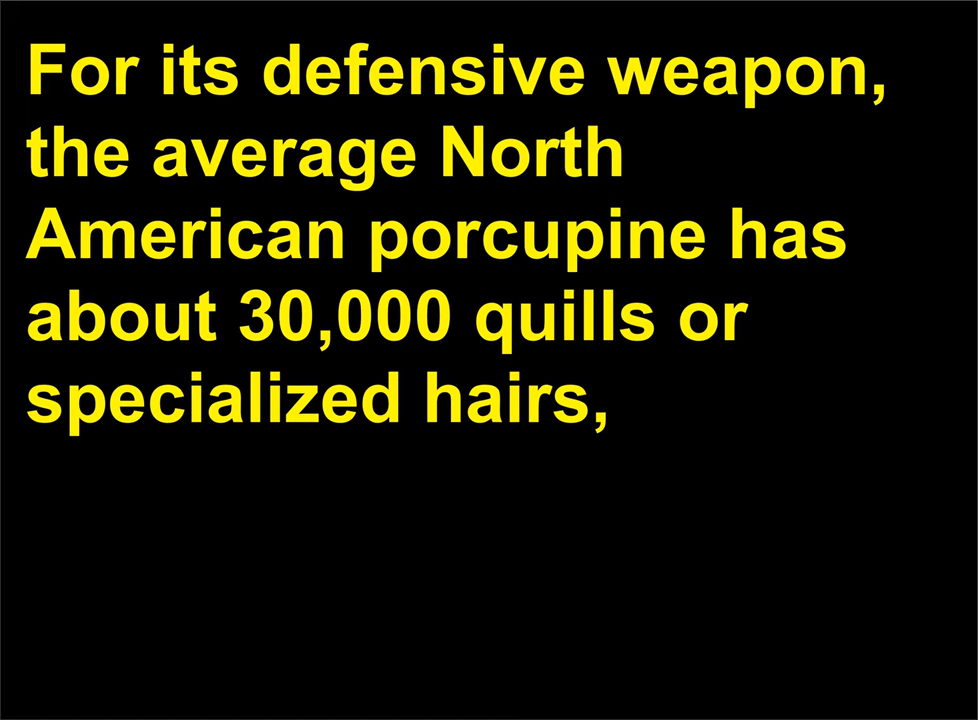 For its defensive weapon,
the average North
American porcupine has
about 30,000 quills or
specialized hairs,